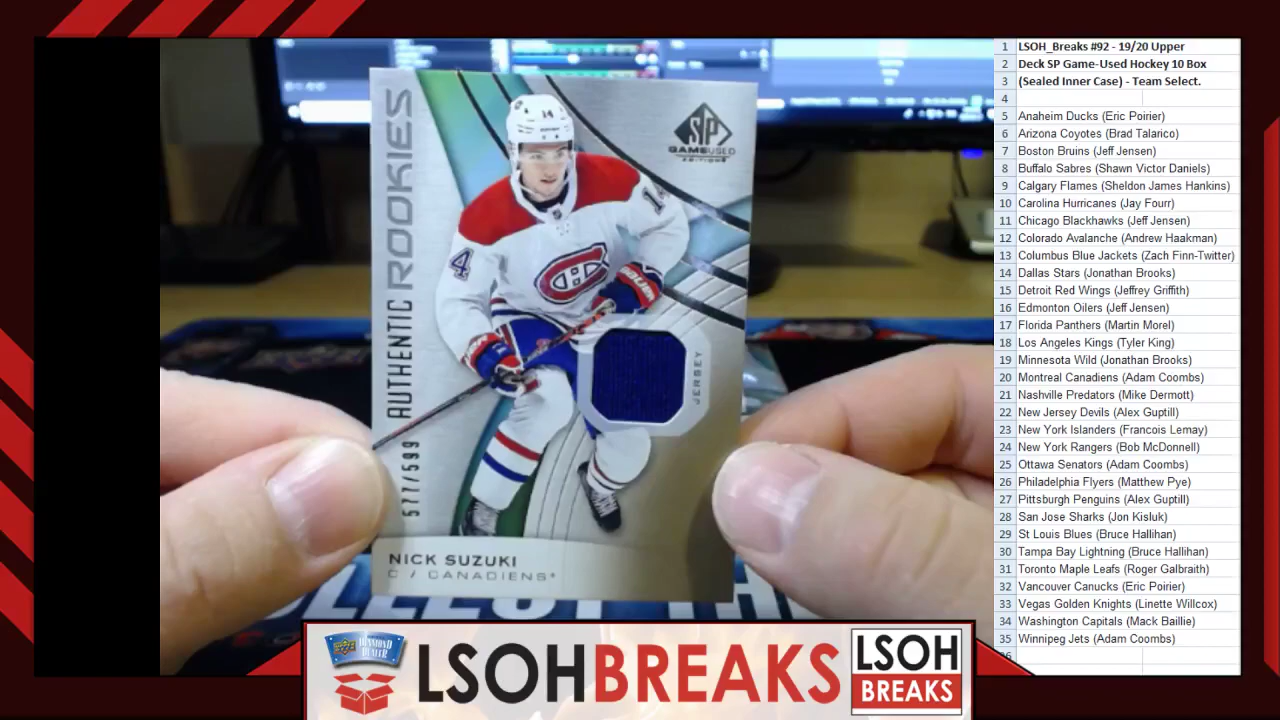 AUTHENTIC ROOKIES
577/599
14
14
4
SP
GAMEUSED
EDITION
JERSEY
NICK SUZUKI
C / CANADIENS
1 LSOH_Breaks #92 - 19/20 Upper
2 Deck SP Game-Used Hockey 10 Box
3 (Sealed Inner Case) - Team Select.
4
5 Anaheim Ducks (Eric Poirier)
6 Arizona Coyotes (Brad Talarico)
7 Boston Bruins (Jeff Jensen)
8 Buffalo Sabres (Shawn Victor Daniels)
9 Calgary Flames (Sheldon James Hankins)
10 Carolina Hurricanes (Jay Fourr)
11 Chicago Blackhawks (Jeff Jensen)
12 Colorado Avalanche (Andrew Haakman)
13 Columbus Blue Jackets (Zach Finn-Twitter)
14 Dallas Stars (Jonathan Brooks)
15 Detroit Red Wings (Jeffrey Griffith)
16 Edmonton Oilers (Jeff Jensen)
17 Florida Panthers (Martin Morel)
18 Los Angeles Kings (Tyler King)
19 Minnesota Wild (Jonathan Brooks)
20 Montreal Canadiens (Adam Coombs)
21 Nashville Predators (Mike Dermott)
22 New Jersey Devils (Alex Guptill)
23 New York Islanders (Francois Lemay)
24 New York Rangers (Bob McDonnell)
25 Ottawa Senators (Adam Coombs)
26 Philadelphia Flyers (Matthew Pye)
27 Pittsburgh Penguins (Alex Guptill)
28 San Jose Sharks (Jon Kisluk)
29 St Louis Blues (Bruce Hallihan)
30 Tampa Bay Lightning (Bruce Hallihan)
31 Toronto Maple Leafs (Roger Galbraith)
32 Vancouver Canucks (Eric Poirier)
33 Vegas Golden Knights (Linette Willcox)
34 Washington Capitals (Mack Baillie)
35 Winnipeg Jets (Adam Coombs)
DIAMOND
DEALER
LSOHBREAKS
LSOH
BREAKS